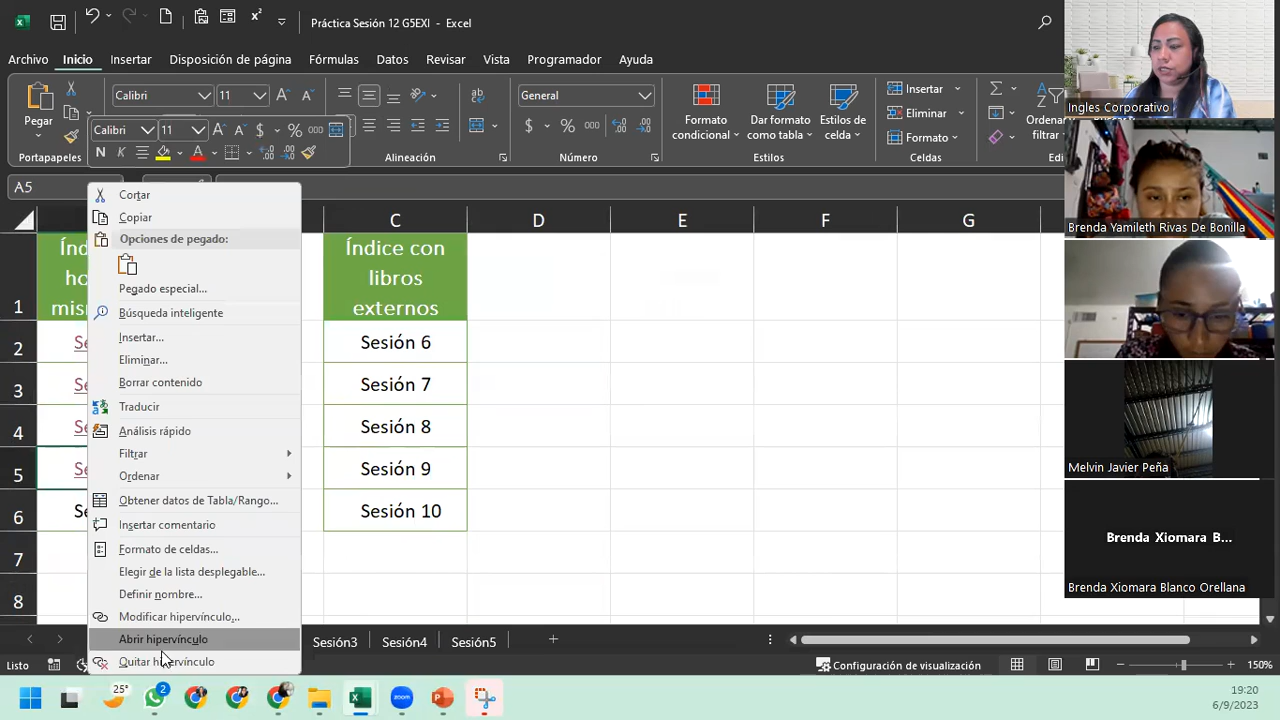 Práctica Sesión 12 G5EXI - Excel
Archivo Inicio Insertar Disposición de página Vista Ayuda
Pegar
Portapapeles
Calibri 11
Calibri 11
General
Alineación
Número
Formato condicional
Dar formato como tabla
Estilos de celda
Estilos
Insertar
Eliminar
Formato
Celdas
A5
C D E F G
1 2 3 4 5 6 7 8
Índice con
libros
externos
Sesión 6
Sesión 7
Sesión 8
Sesión 9
Sesión 10
Cortar
Copiar
Opciones de pegado:
Pegado especial...
Búsqueda inteligente
Insertar...
Eliminar...
Borrar contenido
Traducir
Análisis rápido
Filtrar
Ordenar
Obtener datos de Tabla/Rango...
Insertar comentario
Formato de celdas...
Elegir de la lista desplegable...
Definir nombre...
Modificar hipervínculo...
Abrir hipervínculo
Quitar hipervínculo
Sesión3 Sesión4 Sesión5
Listo
Configuración de visualización
150%
25°
2
zoom
19:20
6/9/2023
Ingles Corporativo
Brenda Yamileth Rivas De Bonilla
Melvin Javier Peña
Brenda Xiomara B...
Brenda Xiomara Blanco Orellana